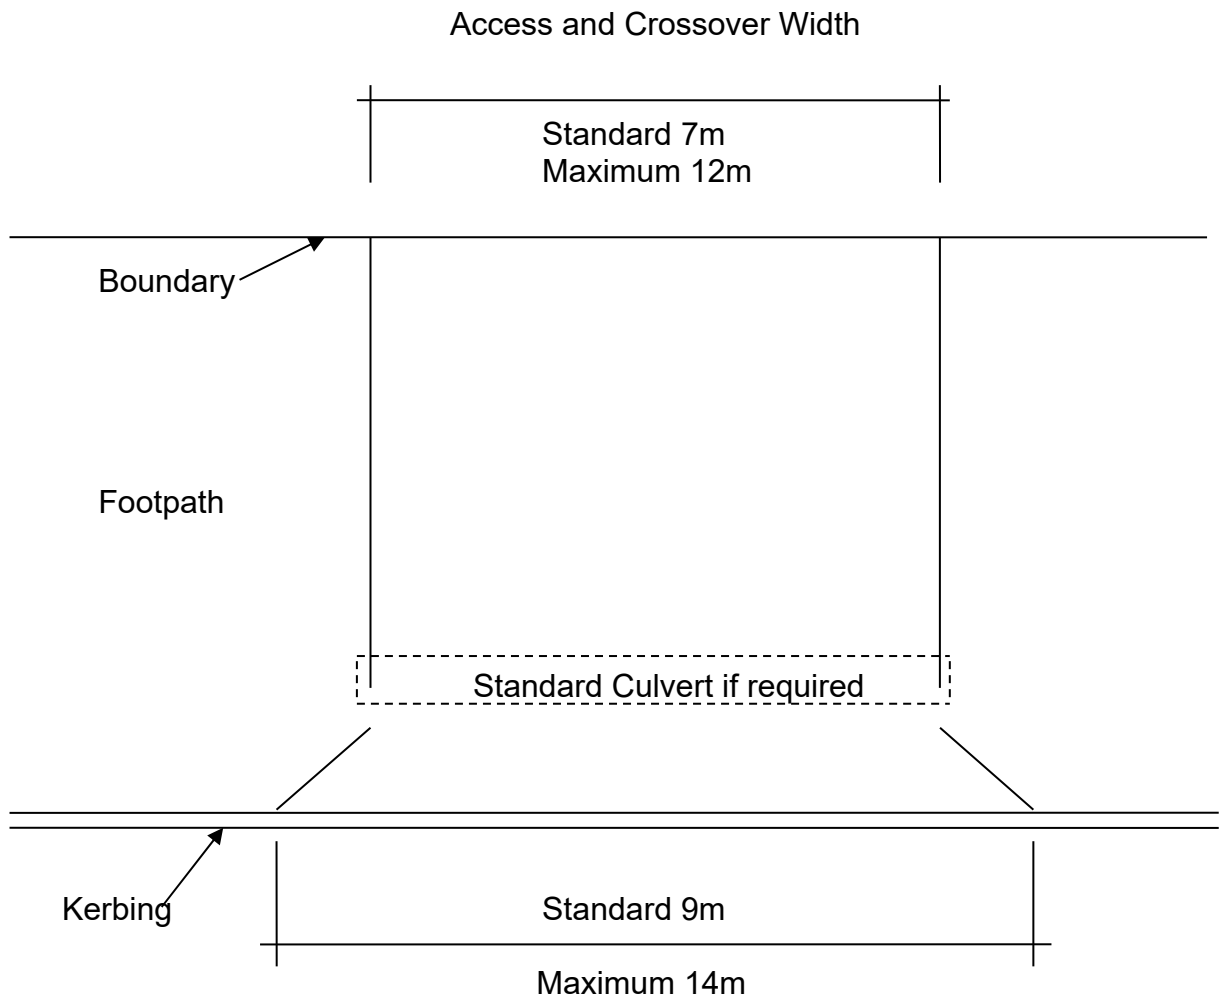 Access and Crossover Width
Standard 7m
Maximum 12m
Boundary
Footpath
Standard Culvert if required
Kerbing
Standard 9m
Maximum 14m